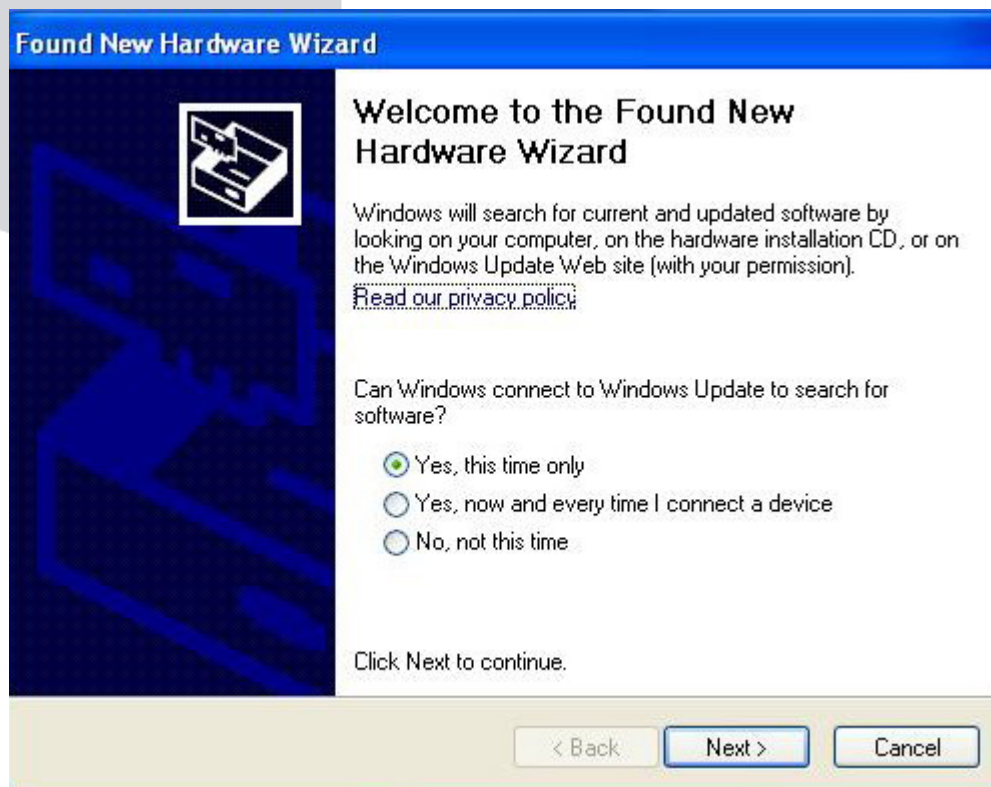 Found New Hardware Wizard
Welcome to the Found New
Hardware Wizard
Windows will search for current and updated software by
looking on your computer, on the hardware installation CD, or on
the Windows Update Web site (with your permission).
Read our privacy policy
Can Windows connect to Windows Update to search for
software?
Yes, this time only
Yes, now and every time I connect a device
No, not this time
Click Next to continue.
< Back
Next >
Cancel